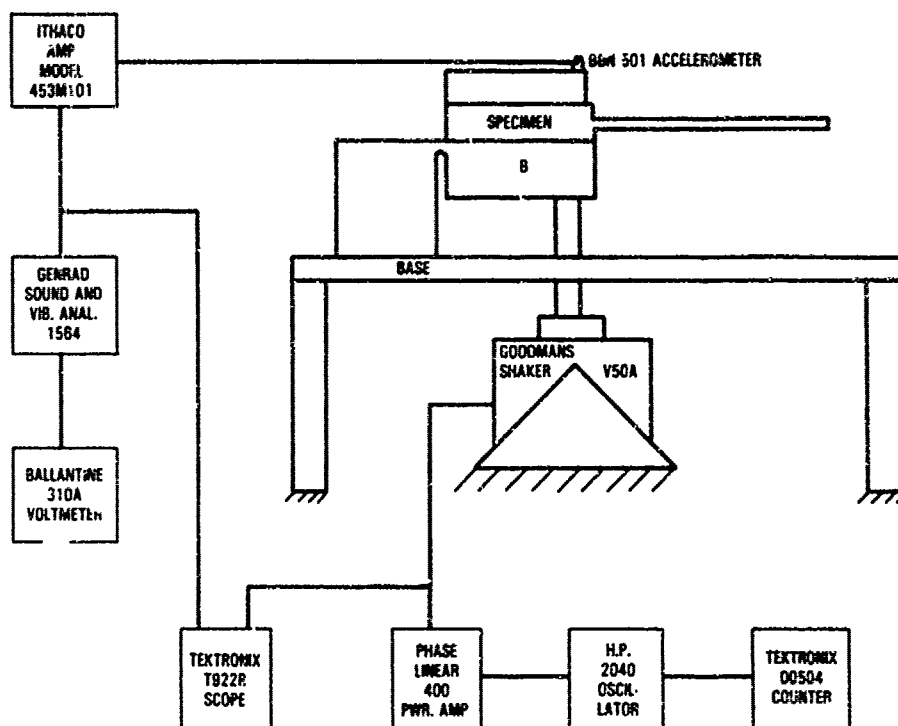 ITHACO
AMP
MODEL
453M101
501 ACCELEROMETER
SPECIMEN
B
BASE
GENRAD
SOUND AND
VIB. ANAL.
1564
GOODMANS
SHAKER V50A
BALLANTINE
310A
VOLTMETER
TEKTRONIX
T922R
SCOPE
PHASE
LINEAR
400
PWR. AMP
H.P.
2040
OSCIL-
LATOR
TEKTRONIX
D0504
COUNTER